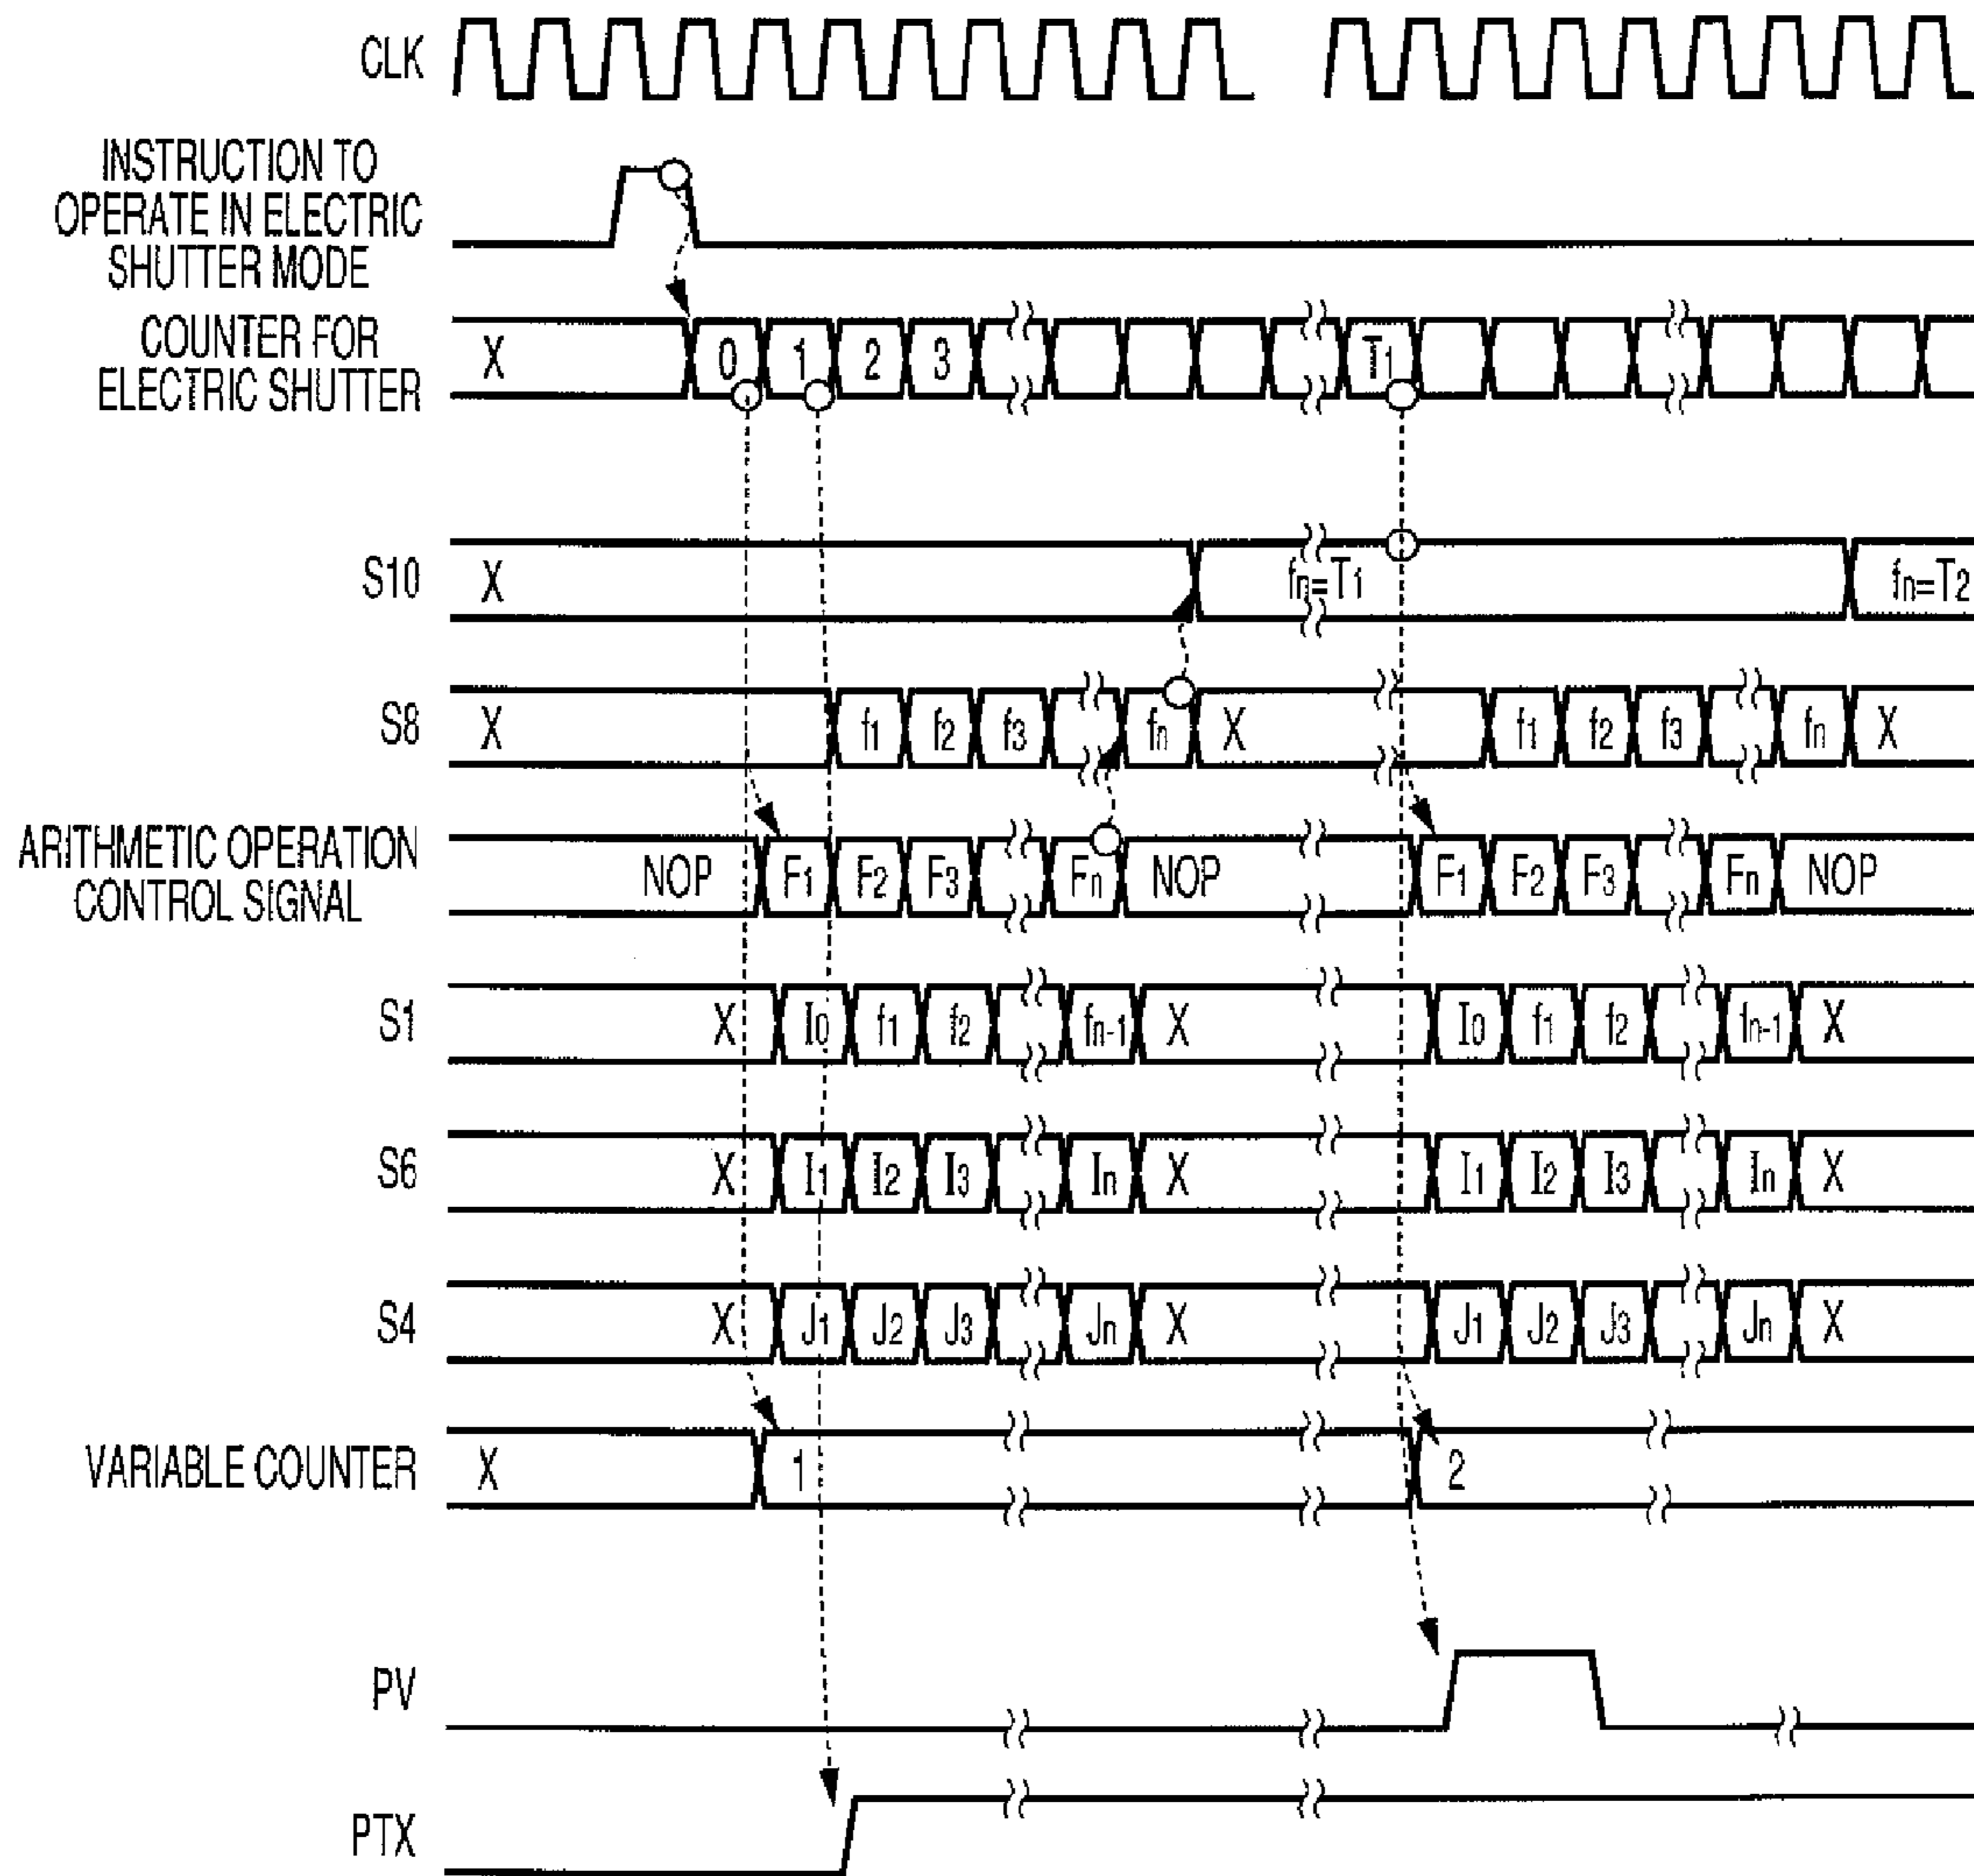 CLK
INSTRUCTION TO
OPERATE IN ELECTRIC
SHUTTER MODE
COUNTER FOR
ELECTRIC SHUTTER
X 0 1 2 3 T1
S10 X fn=T1 fn=T2
S8 X f1 f2 f3 fn X f1 f2 f3 fn X
ARITHMETIC OPERATION
CONTROL SIGNAL
NOP F1 F2 F3 Fn NOP F1 F2 F3 Fn NOP
S1 X I0 f1 f2 fn-1 X I0 f1 f2 fn-1 X
S6 X I1 I2 I3 In X I1 I2 I3 In X
S4 X J1 J2 J3 Jn X J1 J2 J3 Jn X
VARIABLE COUNTER X 1 2
PV
PTX